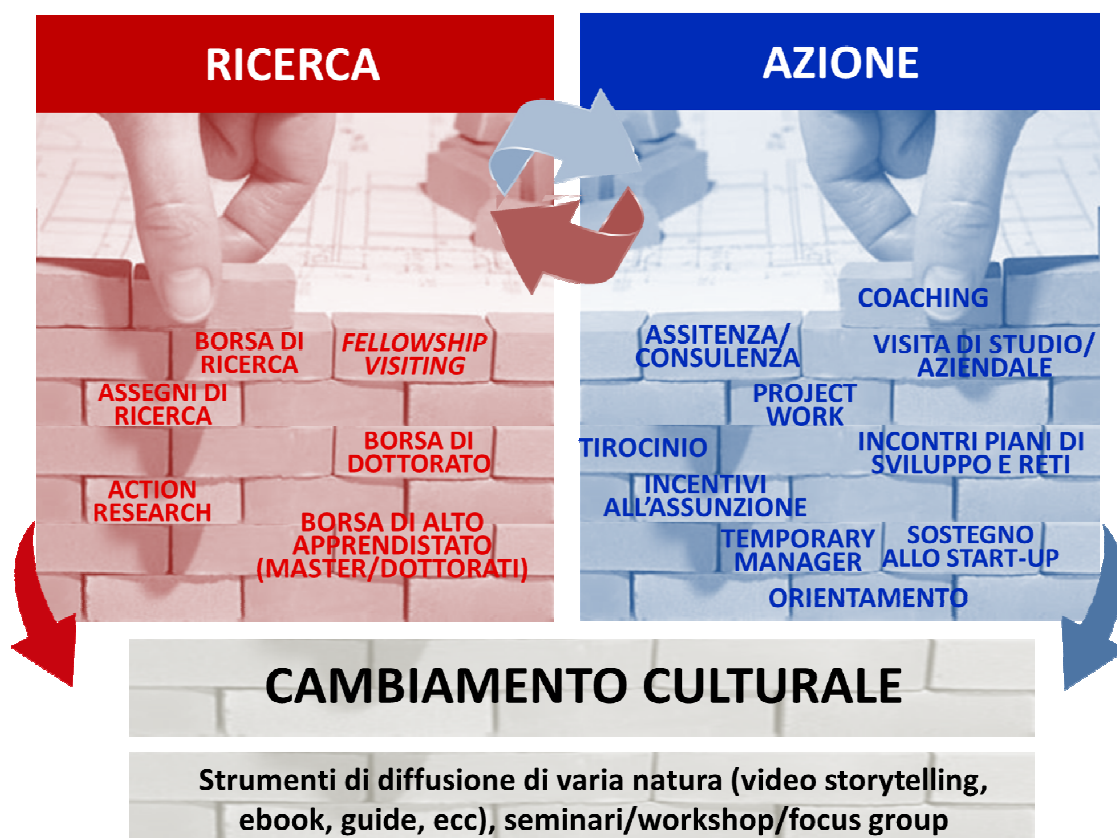 RICERCA
BORSA DI
RICERCA
FELLOWSHIP
VISITING
ASSEGNI DI
RICERCA
BORSA DI
DOTTORATO
ACTION
RESEARCH
BORSA DI ALTO
APPRENDISTATO
(MASTER/DOTTORATI)
AZIONE
COACHING
ASSITENZA/
CONSULENZA
VISITA DI STUDIO/
AZIENDALE
PROJECT
WORK
TIROCINIO
INCONTRI PIANI DI
SVILUPPO E RETI
INCENTIVI
ALL’ASSUNZIONE
TEMPORARY
MANAGER
SOSTEGNO
ALLO START-UP
ORIENTAMENTO
CAMBIAMENTO CULTURALE
Strumenti di diffusione di varia natura (video storytelling,
ebook, guide, ecc), seminari/workshop/focus group